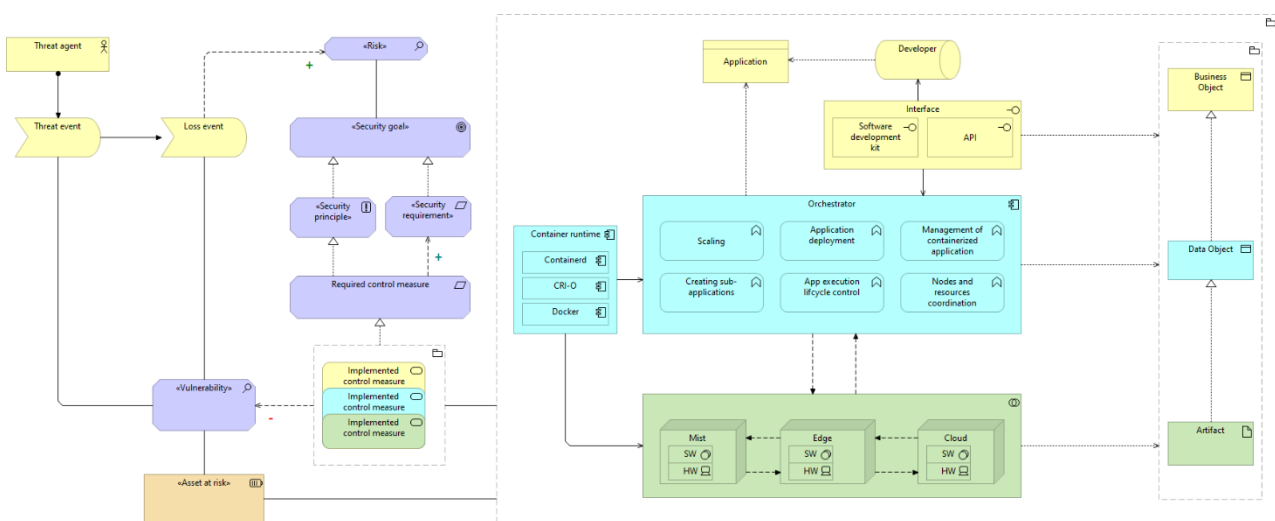 Threat agent
Threat event
Loss event
«Risk»
+
«Security goal»
«Security
principle»
«Security
requirement»
+
Required control measure
Implemented
control measure
Implemented
control measure
Implemented
control measure
«Vulnerability»
-
«Asset at risk»
Application
Developer
Interface
Software
development
kit
API
Container runtime
Containerd
CRI-O
Docker
Orchestrator
Scaling
Application
deployment
Management of
containerized
application
Creating sub-
applications
App execution
lifcycle control
Nodes and
resources
coordination
Mist
SW
HW
Edge
SW
HW
Cloud
SW
HW
Business
Object
Data Object
Artifact